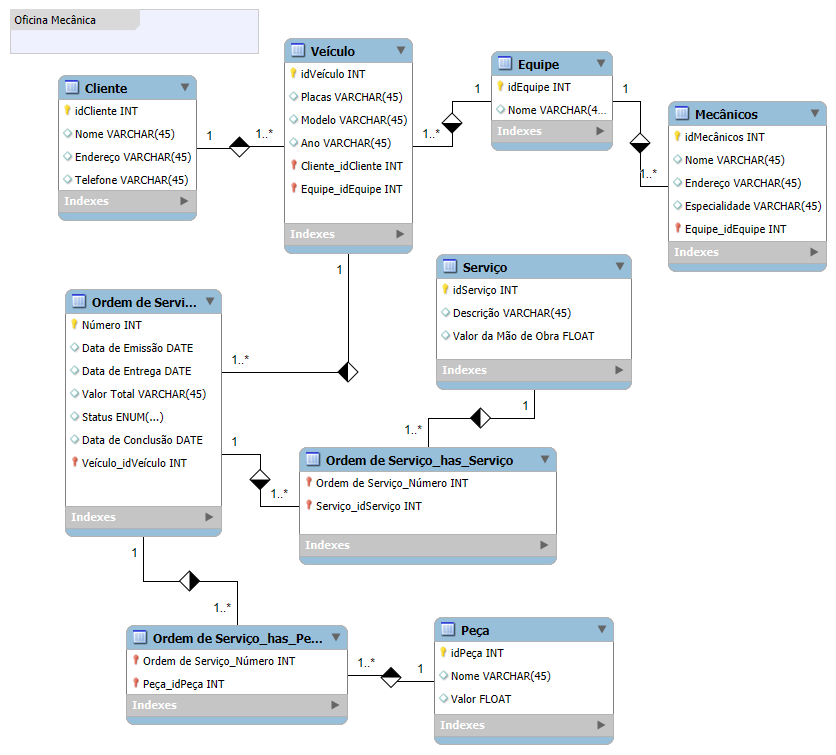 Oficina Mecânica
Cliente
idCliente INT
Nome VARCHAR(45)
Endereço VARCHAR(45)
Telefone VARCHAR(45)
Indexes
1
1..*
Veículo
idVeículo INT
Placas VARCHAR(45)
Modelo VARCHAR(45)
Ano VARCHAR(45)
Cliente_idCliente INT
Equipe_idEquipe INT
Indexes
1..*
1
Equipe
idEquipe INT
Nome VARCHAR(4...
Indexes
1
1..*
Mecânicos
idMecânicos INT
Nome VARCHAR(45)
Endereço VARCHAR(45)
Especialidade VARCHAR(45)
Equipe_idEquipe INT
Indexes
1
1..*
Ordem de Servi...
Número INT
Data de Emissão DATE
Data de Entrega DATE
Valor Total VARCHAR(45)
Status ENUM(...)
Data de Conclusão DATE
Veículo_idVeículo INT
Indexes
Serviço
idServiço INT
Descrição VARCHAR(45)
Valor da Mão de Obra FLOAT
Indexes
1
1..*
1
1..*
Ordem de Serviço_has_Serviço
Ordem de Serviço_Número INT
Serviço_idServiço INT
Indexes
1
1..*
Ordem de Serviço_has_Pe...
Ordem de Serviço_Número INT
Peça_idPeça INT
Indexes
1..*
1
Peça
idPeça INT
Nome VARCHAR(45)
Valor FLOAT
Indexes